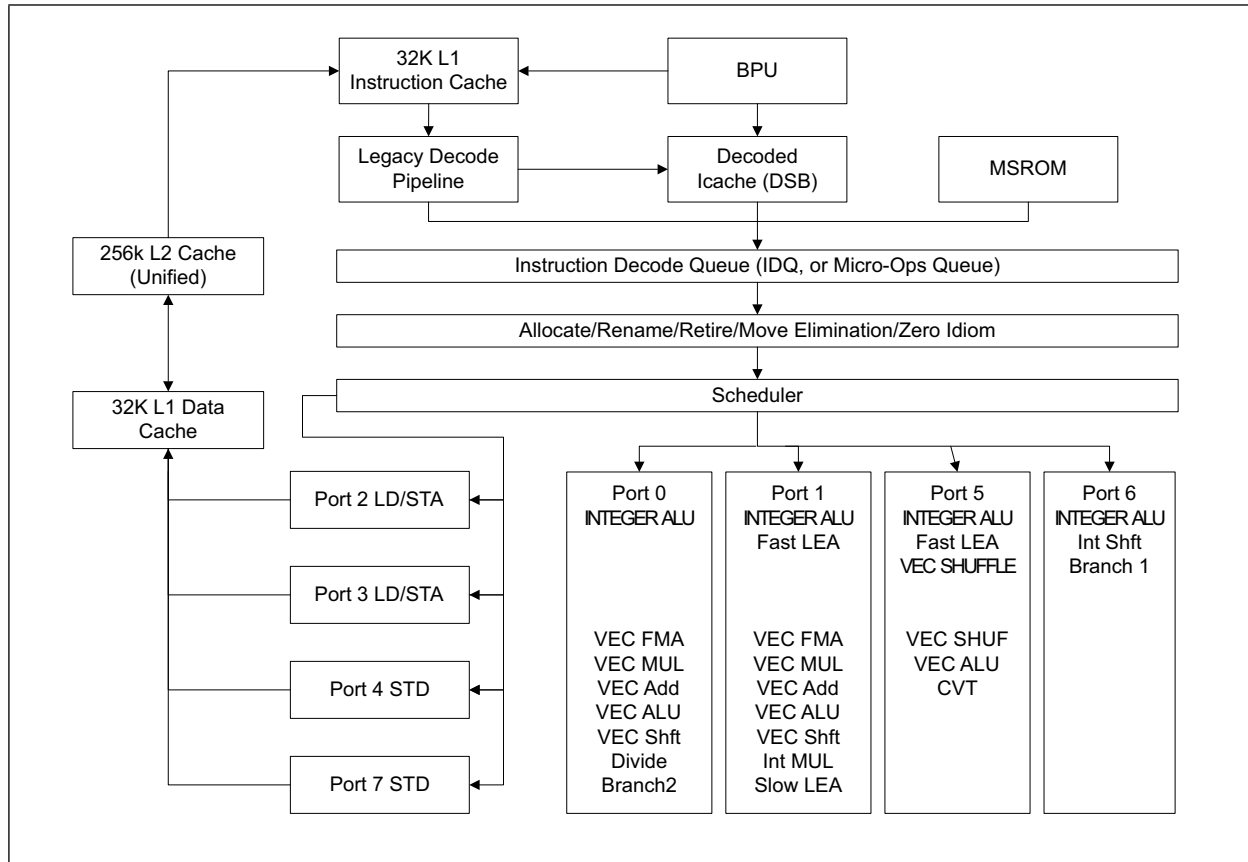 32K L1
Instruction Cache
BPU
Legacy Decode
Pipeline
Decoded
Icache (DSB)
MSROM
256k L2 Cache
(Unified)
Instruction Decode Queue (IDQ, or Micro-Ops Queue)
Allocate/Rename/Retire/Move Elimination/Zero Idiom
Scheduler
32K L1 Data
Cache
Port 2 LD/STA
Port 3 LD/STA
Port 4 STD
Port 7 STD
Port 0
INTEGER ALU
VEC FMA
VEC MUL
VEC Add
VEC ALU
VEC Shft
Divide
Branch2
Port 1
INTEGER ALU
Fast LEA
VEC FMA
VEC MUL
VEC Add
VEC ALU
VEC Shft
Int MUL
Slow LEA
Port 5
INTEGER ALU
Fast LEA
VEC SHUFFLE
VEC SHUF
VEC ALU
CVT
Port 6
INTEGER ALU
Int Shft
Branch 1